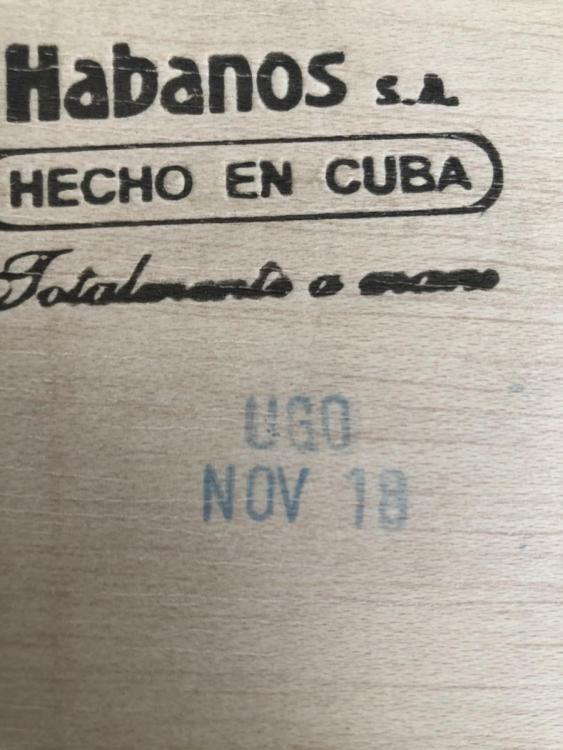 Habanos s.a.
HECHO EN CUBA
Totalmente a mano
UGO
NOV 18